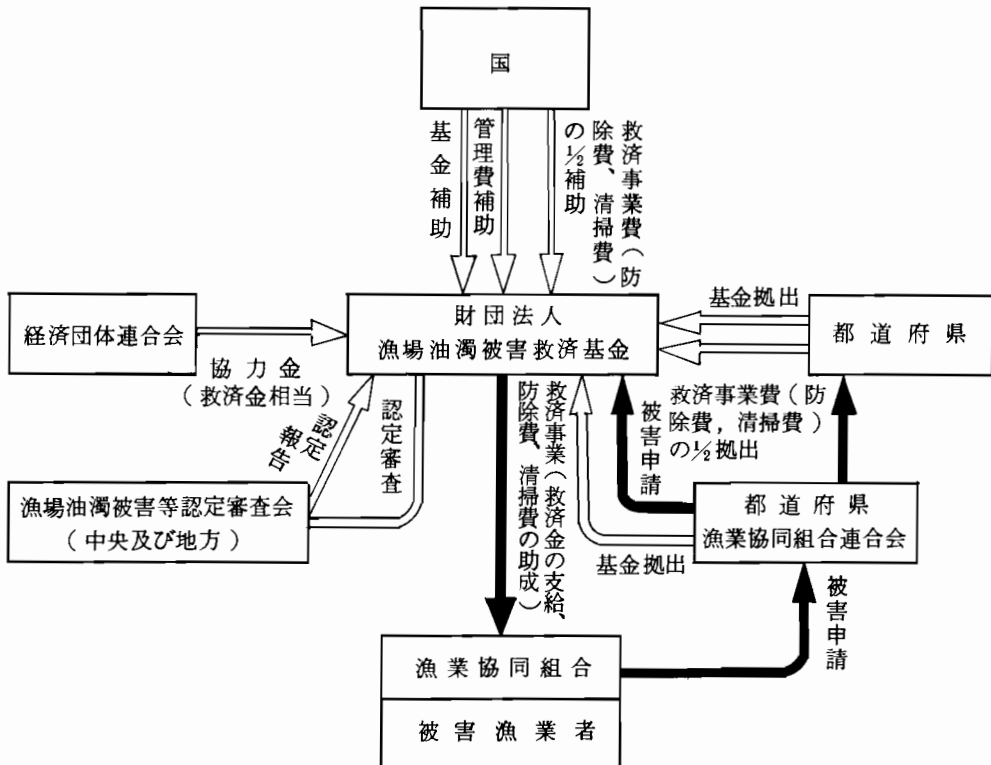 国
基金補助
管理費補助
救済事業費(防
除費、清掃費)
の½補助
経済団体連合会
協力金
(救済金相当)
財団法人
漁場油濁被害救済基金
基金拠出
都道府県
救済事業費(防
除費,清掃費)
の½拠出
認定
報告
認定審査
漁場油濁被害等認定審査会
(中央及び地方)
救済事業(救済金の支給、
防除費、清掃費の助成)
被害申請
基金拠出
都道府県
漁業協同組合連合会
被害申請
漁業協同組合
被害漁業者